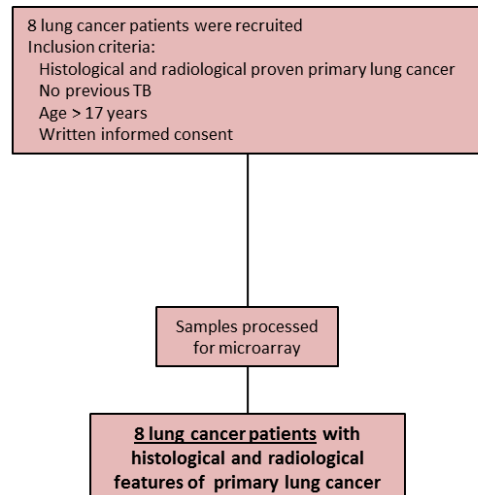 8 lung cancer patients were recruited
Inclusion criteria:
Histological and radiological proven primary lung cancer
No previous TB
Age > 17 years
Written informed consent
Samples processed
for microarray
8 lung cancer patients with
histological and radiological
features of primary lung cancer